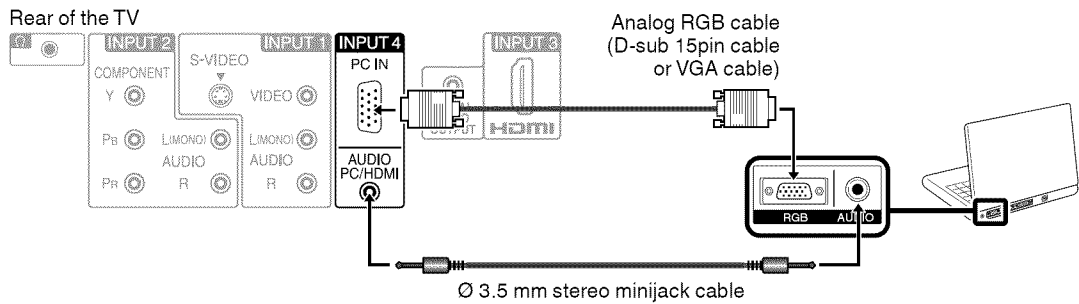 Rear of the TV
Analog RGB cable
(D-sub 15pin cable
or VGA cable)
INPUT 2
INPUT 1
INPUT 4
INPUT 3
COMPONENT
S-VIDEO
PC IN
Y
VIDEO
PB
L(MONO)
L(MONO)
OUTPUT
HDMI
AUDIO
AUDIO
AUDIO
PC/HDMI
PR
R
R
RGB
AUDIO
Ø 3.5 mm stereo minijack cable